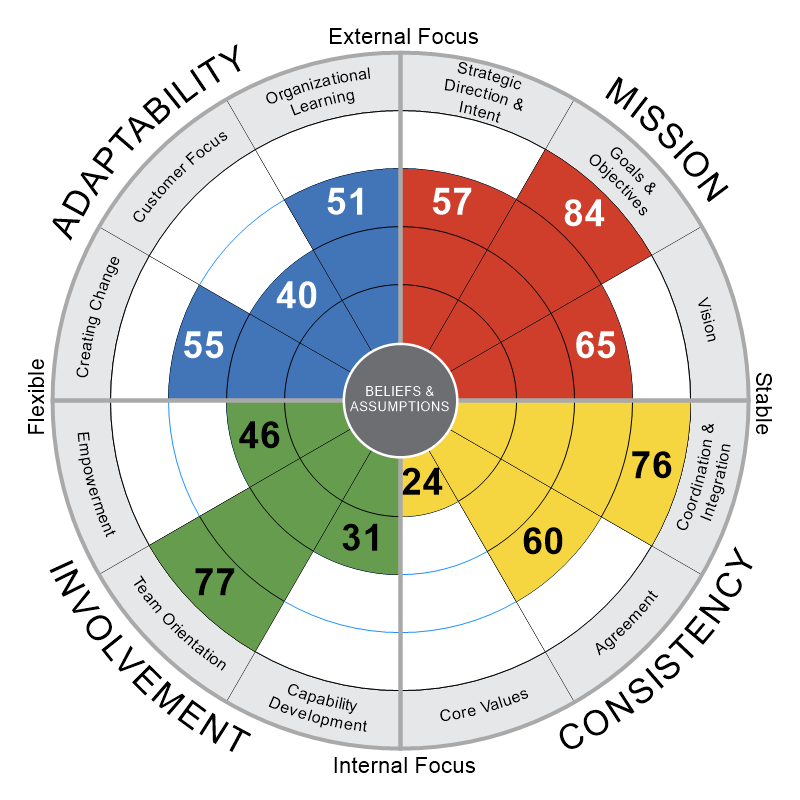 External Focus
ADAPTABILITY
MISSION
Organizational
Learning
Strategic
Direction &
Intent
Customer Focus
Goals &
Objectives
Creating Change
Vision
51
57
84
40
55
65
Flexible
Stable
BELIEFS &
ASSUMPTIONS
46
24
76
31
60
77
Empowerment
Coordination &
Integration
Team Orientation
Agreement
Capability
Development
Core Values
INVOLVEMENT
CONSISTENCY
Internal Focus